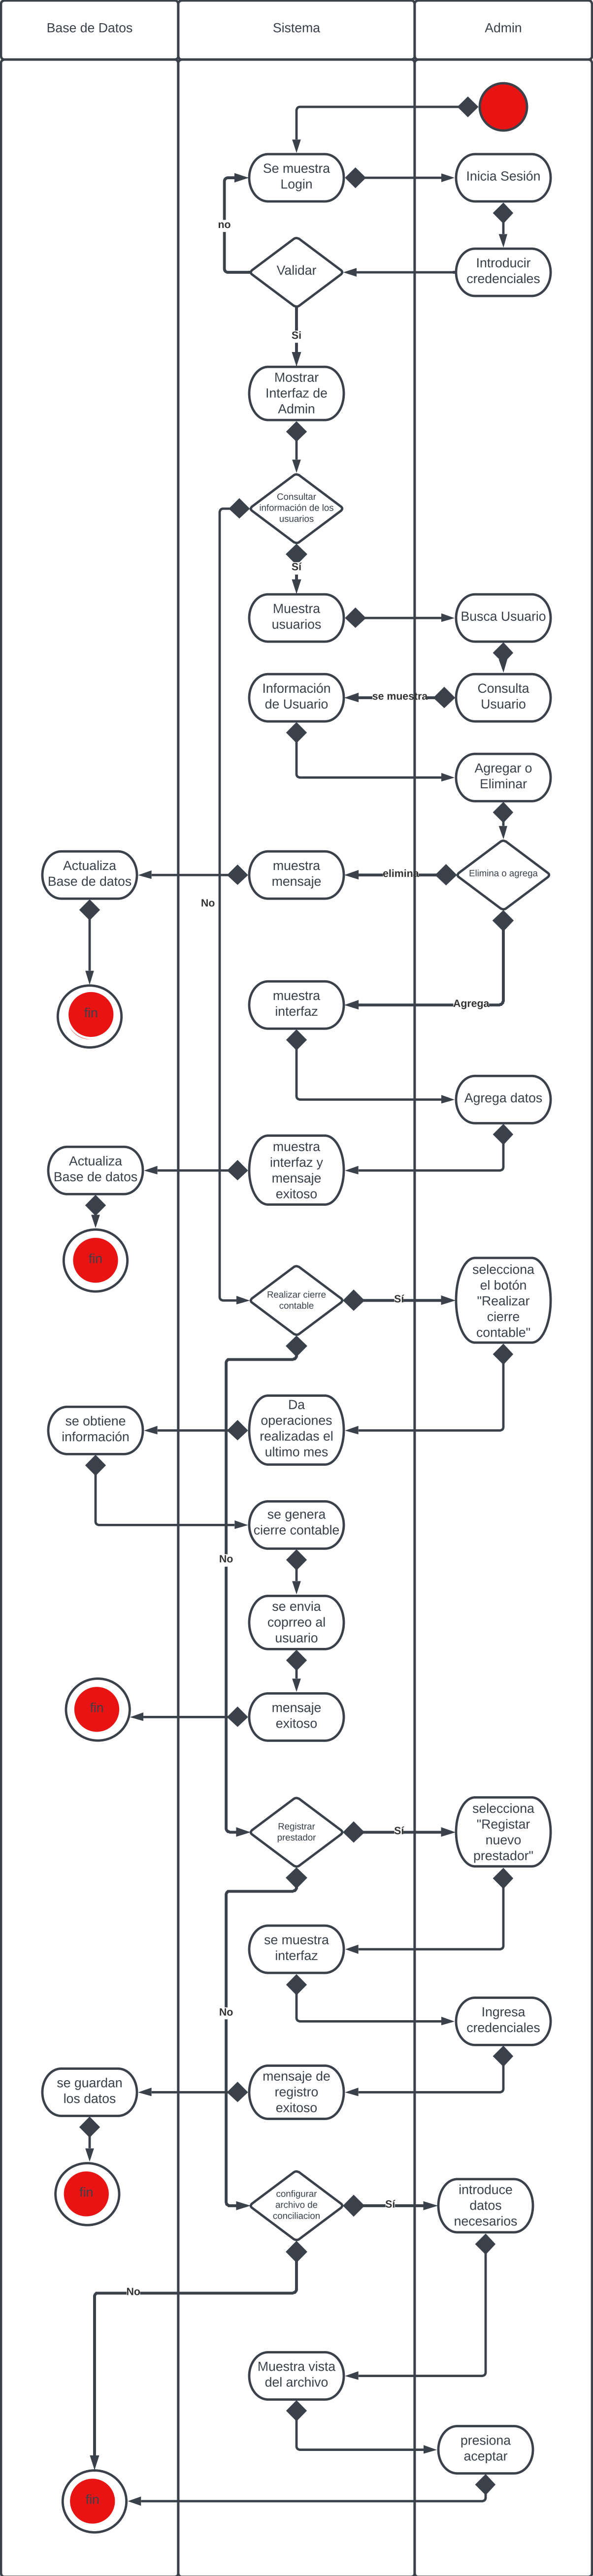 Base de Datos
Sistema
Admin
Se muestra
Login
Inicia Sesión
no
Introducir
credenciales
Validar
Si
Mostrar
Interfaz de
Admin
Consultar
información de los
usuarios
Sí
Muestra
usuarios
Busca Usuario
Información
de Usuario
se muestra
Consulta
Usuario
Agregar o
Eliminar
Actualiza
Base de datos
muestra
mensaje
elimina
Elimina o agrega
No
fin
muestra
interfaz
Agrega
Agrega datos
muestra
interfaz y
mensaje
exitoso
Actualiza
Base de datos
fin
Realizar cierre
contable
Sí
selecciona
el botón
"Realizar
cierre
contable"
Da
operaciones
realizadas el
ultimo mes
se obtiene
información
se genera
cierre contable
No
se envia
coprreo al
usuario
fin
mensaje
exitoso
Registrar
prestador
Sí
selecciona
"Registar
nuevo
prestador"
se muestra
interfaz
No
Ingresa
credenciales
mensaje de
registro
exitoso
se guardan
los datos
fin
configurar
archivo de
conciliacion
Sí
introduce
datos
necesarios
No
Muestra vista
del archivo
presiona
aceptar
fin